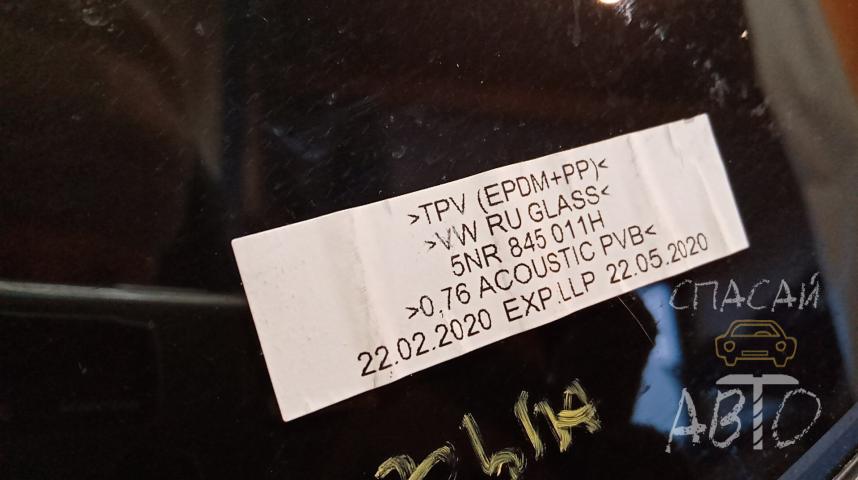 >TPV (EPDM+PP)<
>VW RU GLASS<
5NR 845 011H
>0,76 ACOUSTIC PVB<
22.02.2020 EXP.LLP 22.05.2020
СПАСАЙ
АВТО